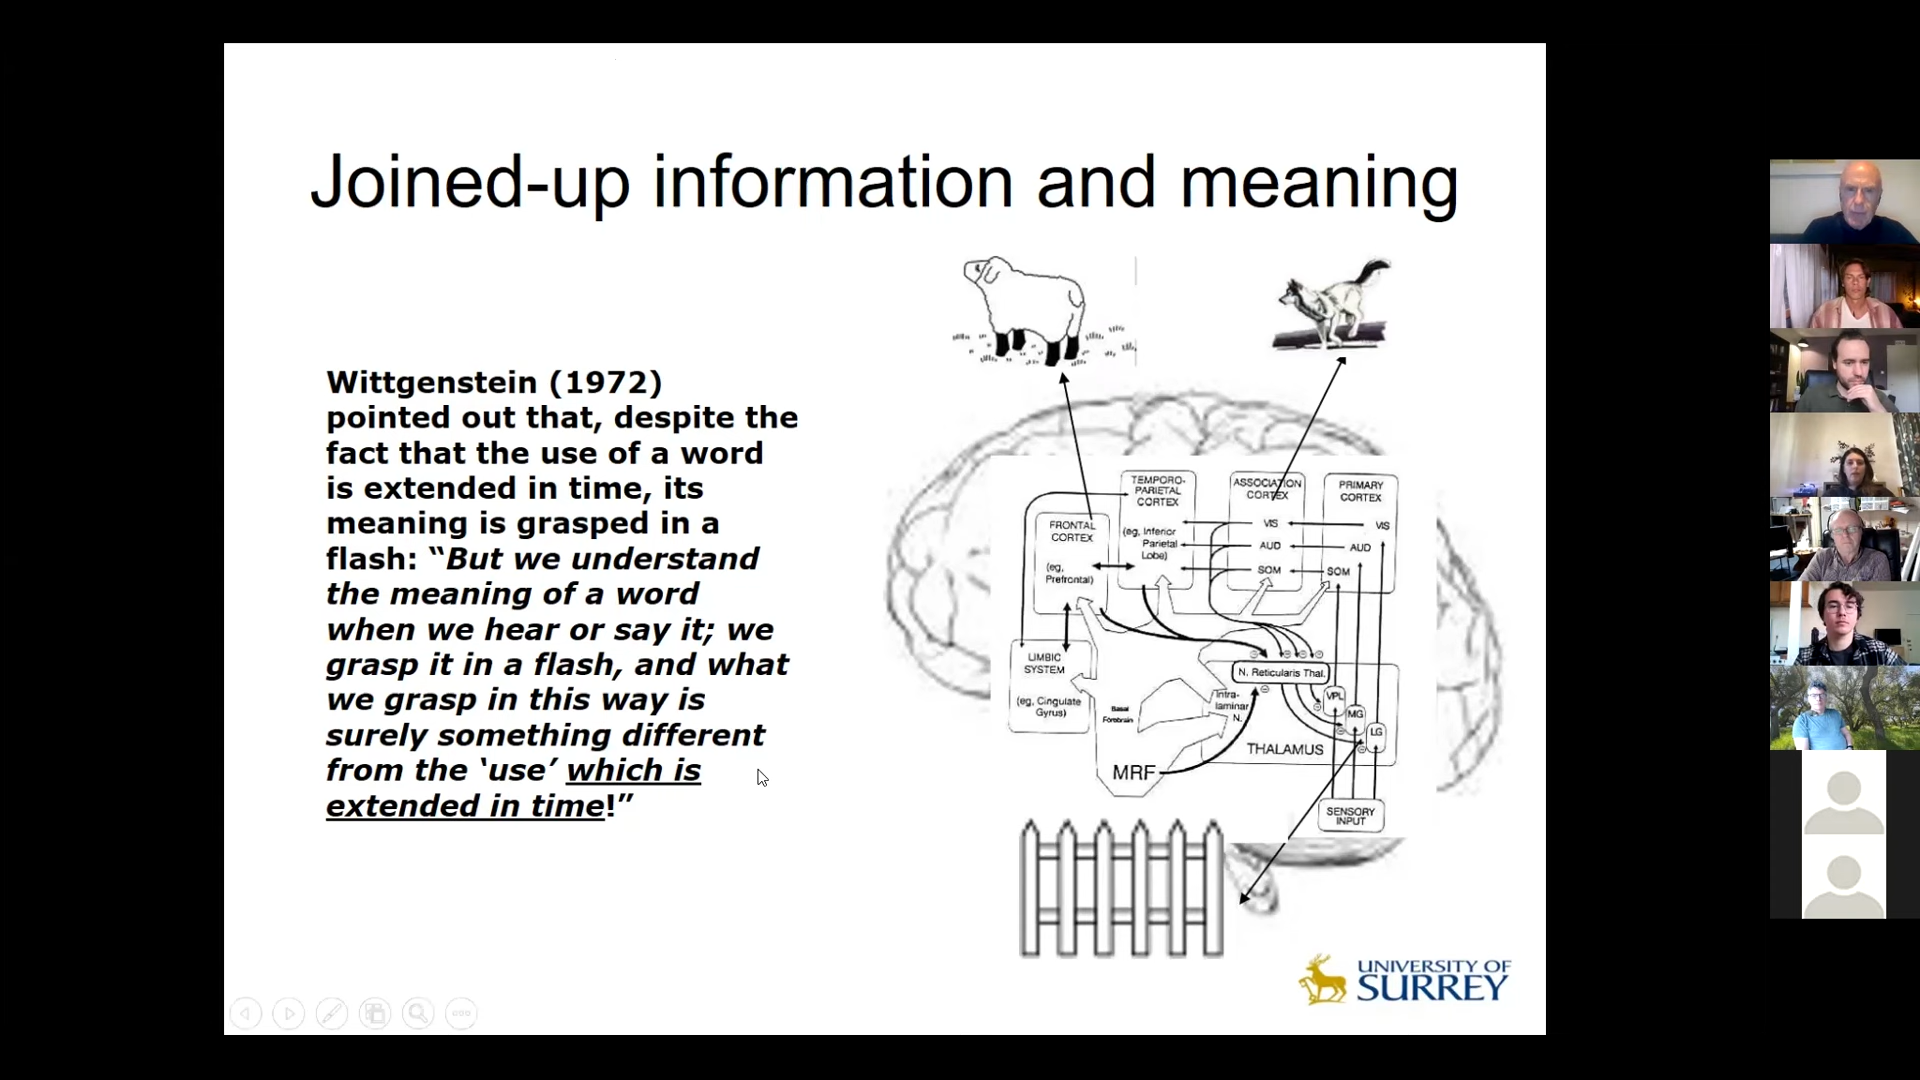 Joined-up information and meaning
Wittgenstein (1972)
pointed out that, despite the
fact that the use of a word
is extended in time, its
meaning is grasped in a
flash: “But we understand
the meaning of a word
when we hear or say it; we
grasp it in a flash, and what
we grasp in this way is
surely something different
from the ‘use’ which is
extended in time!”
TEMPORO-
PARIETAL
CORTEX
(eg, Inferior
Parietal
Lobe)
ASSOCIATION
CORTEX
VIS
AUD
SOM
PRIMARY
CORTEX
VIS
AUD
SOM
FRONTAL
CORTEX
(eg,
Prefrontal)
LIMBIC
SYSTEM
(eg, Cingulate
Gyrus)
Basal
Forebrain
N. Reticularis Thal.
Intra-
laminar
N.
VPL
MG
LG
THALAMUS
MRF
SENSORY
INPUT
UNIVERSITY OF
SURREY